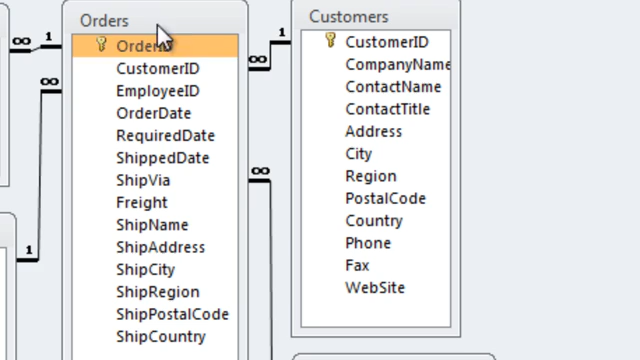 Orders
OrderID
CustomerID
EmployeeID
OrderDate
RequiredDate
ShippedDate
ShipVia
Freight
ShipName
ShipAddress
ShipCity
ShipRegion
ShipPostalCode
ShipCountry
∞ 1
∞
1
1
∞
∞
Customers
CustomerID
CompanyName
ContactName
ContactTitle
Address
City
Region
PostalCode
Country
Phone
Fax
WebSite